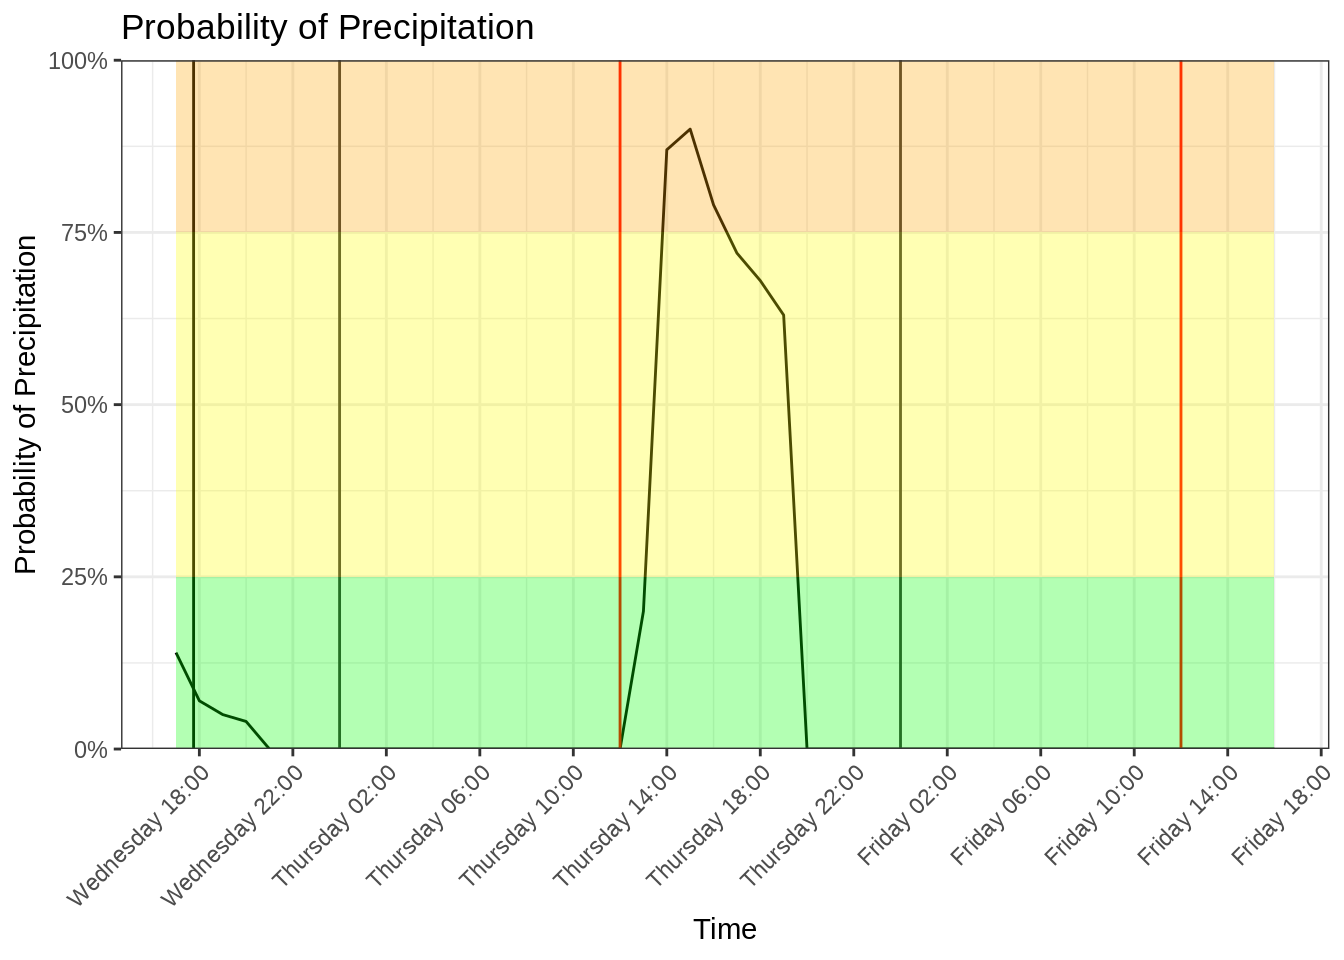 Probability of Precipitation
100%
75%
50%
25%
0%
Probability of Precipitation
Wednesday 18:00
Wednesday 22:00
Thursday 02:00
Thursday 06:00
Thursday 10:00
Thursday 14:00
Thursday 18:00
Thursday 22:00
Friday 02:00
Friday 06:00
Friday 10:00
Friday 14:00
Friday 18:00
Time